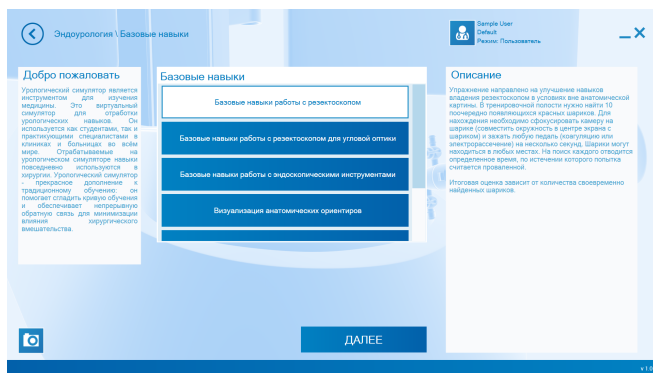 Эндоурология \ Базовые навыки
Sample User
Default
Режим: Пользователь
Добро пожаловать
Урологический симулятор является
инструментом для изучения
медицины. Это виртуальный
симулятор для отработки
урологических навыков. Он
используется как студентами, так и
практикующими специалистами в
клиниках и больницах во всём
мире. Отрабатываемые на
урологическом симуляторе навыки
повседневно используются в
хирургии. Урологический симулятор
- прекрасное дополнение к
традиционному обучению: он
помогает сгладить кривую обучения
и обеспечивает непрерывную
обратную связь для минимизации
влияния хирургического
вмешательства.
Базовые навыки
Базовые навыки работы с резектоскопом
Базовые навыки работы с резектоскопом для угловой оптики
Базовые навыки работы с эндоскопическими инструментами
Визуализация анатомических ориентиров
Описание
Упражнение направлено на улучшение навыков
владения резектоскопом в условиях вне анатомической
картины. В тренировочной полости нужно найти 10
поочередно появляющихся красных шариков. Для
нахождения необходимо сфокусировать камеру на
шарике (совместить окружность в центре экрана с
шариком) и зажать любую педаль (коагуляцию или
электрорассечение) на несколько секунд. Шарики могут
находиться в любых местах. На поиск каждого отводится
определенное время, по истечении которого попытка
считается проваленной.
Итоговая оценка зависит от количества своевременно
найденных шариков.
ДАЛЕЕ
v 1.0